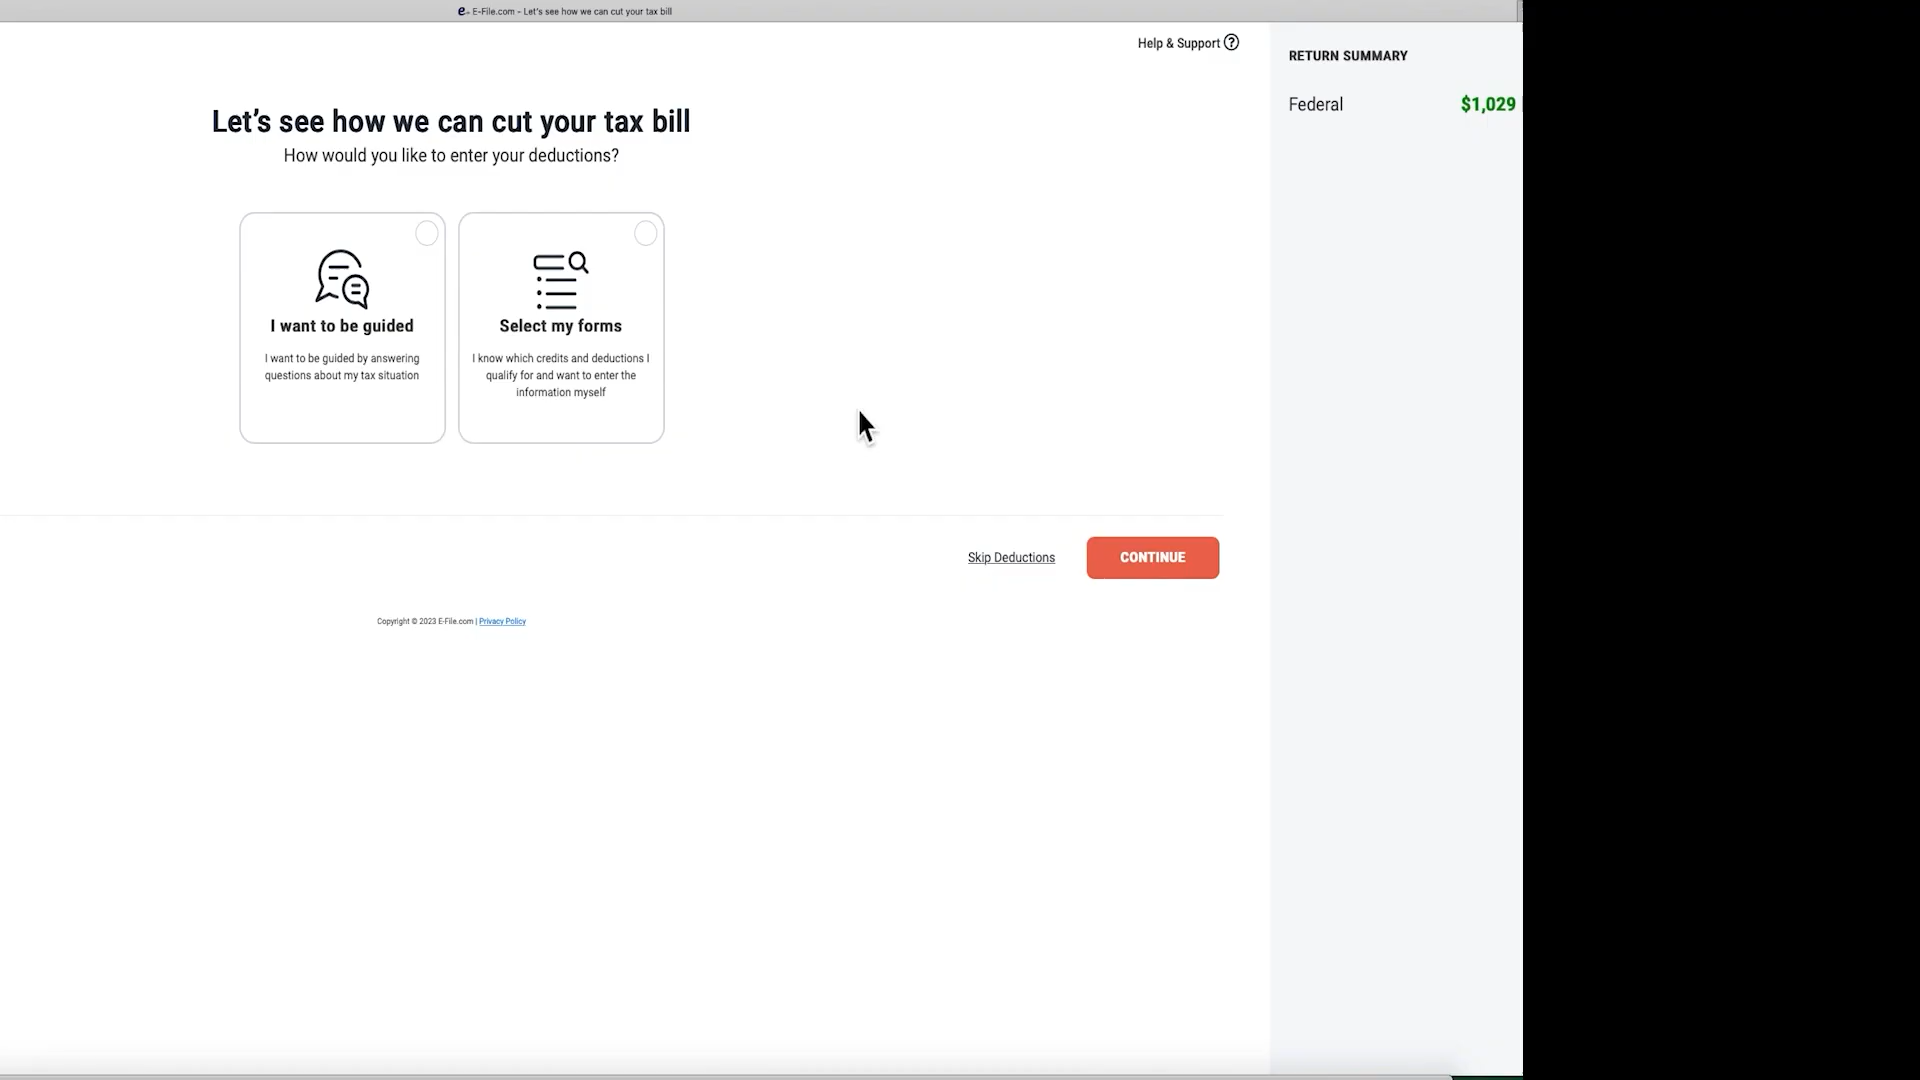 E-File.com - Let's see how we can cut your tax bill
Help & Support ?
RETURN SUMMARY
Federal $1,029
Let's see how we can cut your tax bill
How would you like to enter your deductions?
I want to be guided
I want to be guided by answering
questions about my tax situation
Select my forms
I know which credits and deductions I
qualify for and want to enter the
information myself
Skip Deductions
CONTINUE
Copyright © 2023 E-File.com | Privacy Policy